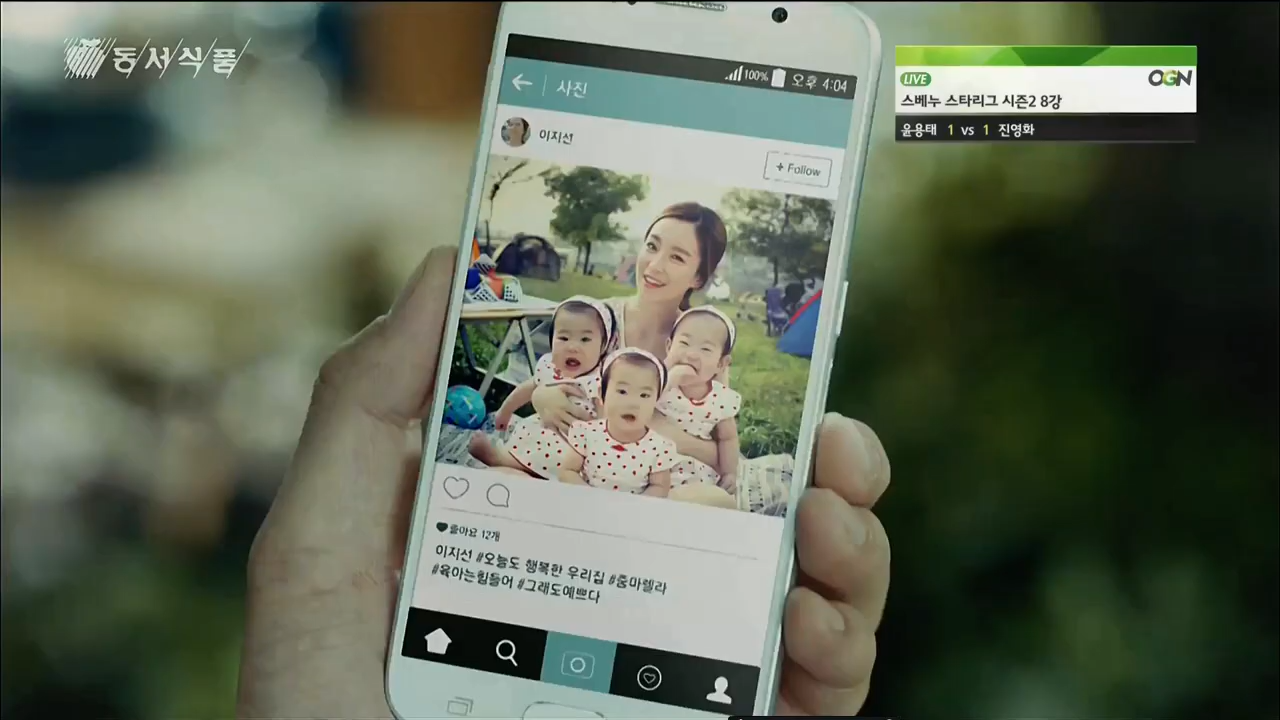 동서식품
LIVE
OGN
스베누 스타리그 시즌2 8강
윤용태 1 vs 1 진영화
100% 오후 4:04
사진
이지선
+ Follow
좋아요 12개
이지선 #오늘도 행복한 우리집 #줌마렐라
#육아는힘들어 #그래도예쁘다